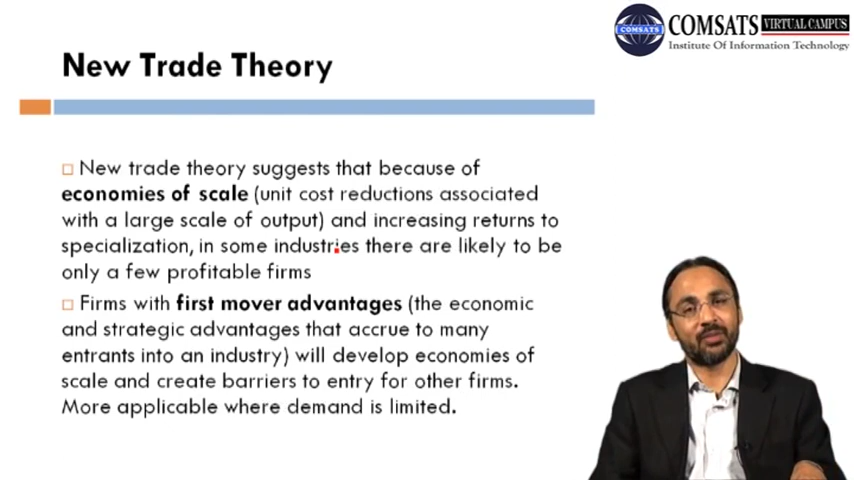 COMSATS VIRTUAL CAMPUS
Institute Of Information Technology
COMSATS
New Trade Theory
New trade theory suggests that because of
economies of scale (unit cost reductions associated
with a large scale of output) and increasing returns to
specialization, in some industries there are likely to be
only a few profitable firms
Firms with first mover advantages (the economic
and strategic advantages that accrue to many
entrants into an industry) will develop economies of
scale and create barriers to entry for other firms.
More applicable where demand is limited.